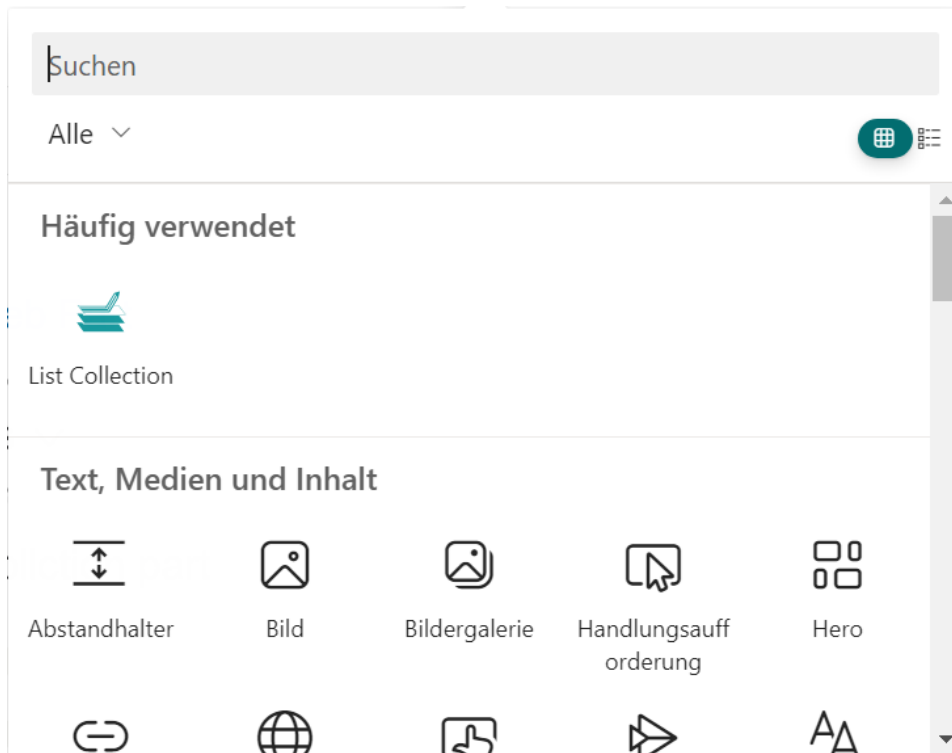 Suchen
Alle
Häufig verwendet
List Collection
Text, Medien und Inhalt
Abstandhalter
Bild
Bildergalerie
Handlungsauff
orderung
Hero